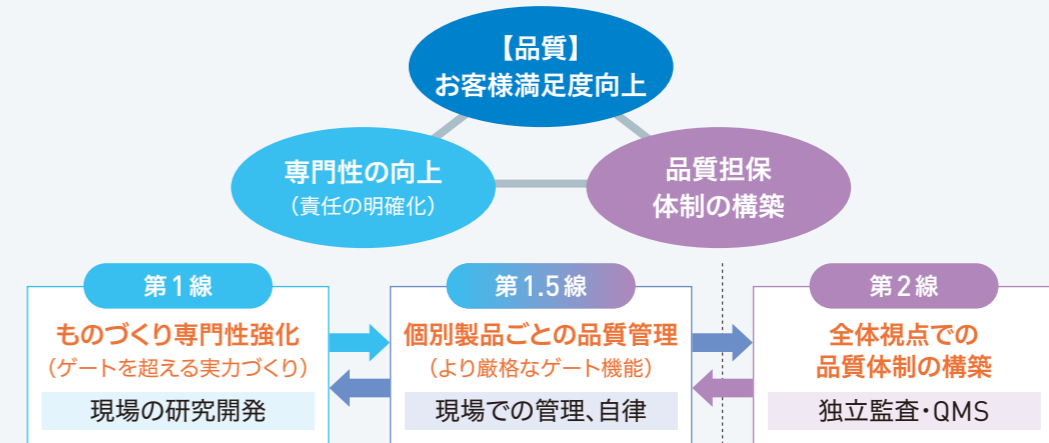 【品質】
お客様満足度向上
専門性の向上
（責任の明確化）
品質担保
体制の構築
第1線
ものづくり専門性強化
（ゲートを超える実力づくり）
現場の研究開発
第1.5線
個別製品ごとの品質管理
（より厳格なゲート機能）
現場での管理、自律
第2線
全体視点での
品質体制の構築
独立監査・QMS